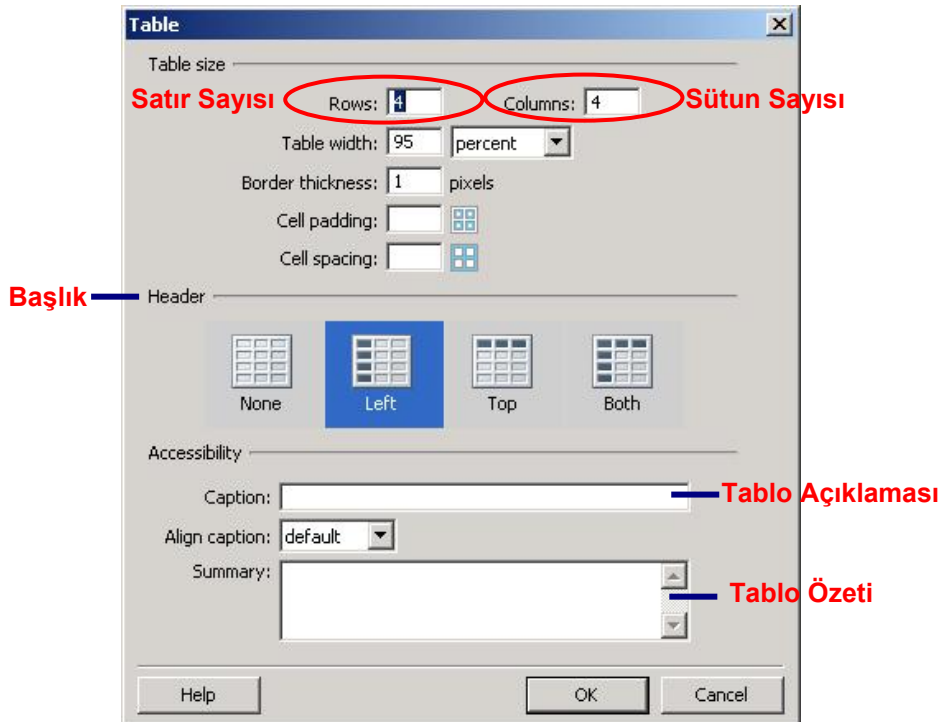 Table
Table size
Satır Sayısı Rows: 4 Columns: 4 Sütun Sayısı
Table width: 95 percent
Border thickness: 1 pixels
Cell padding:
Cell spacing:
Başlık Header
None Left Top Both
Accessibility
Caption: Tablo Açıklaması
Align caption: default
Summary: Tablo Özeti
Help OK Cancel